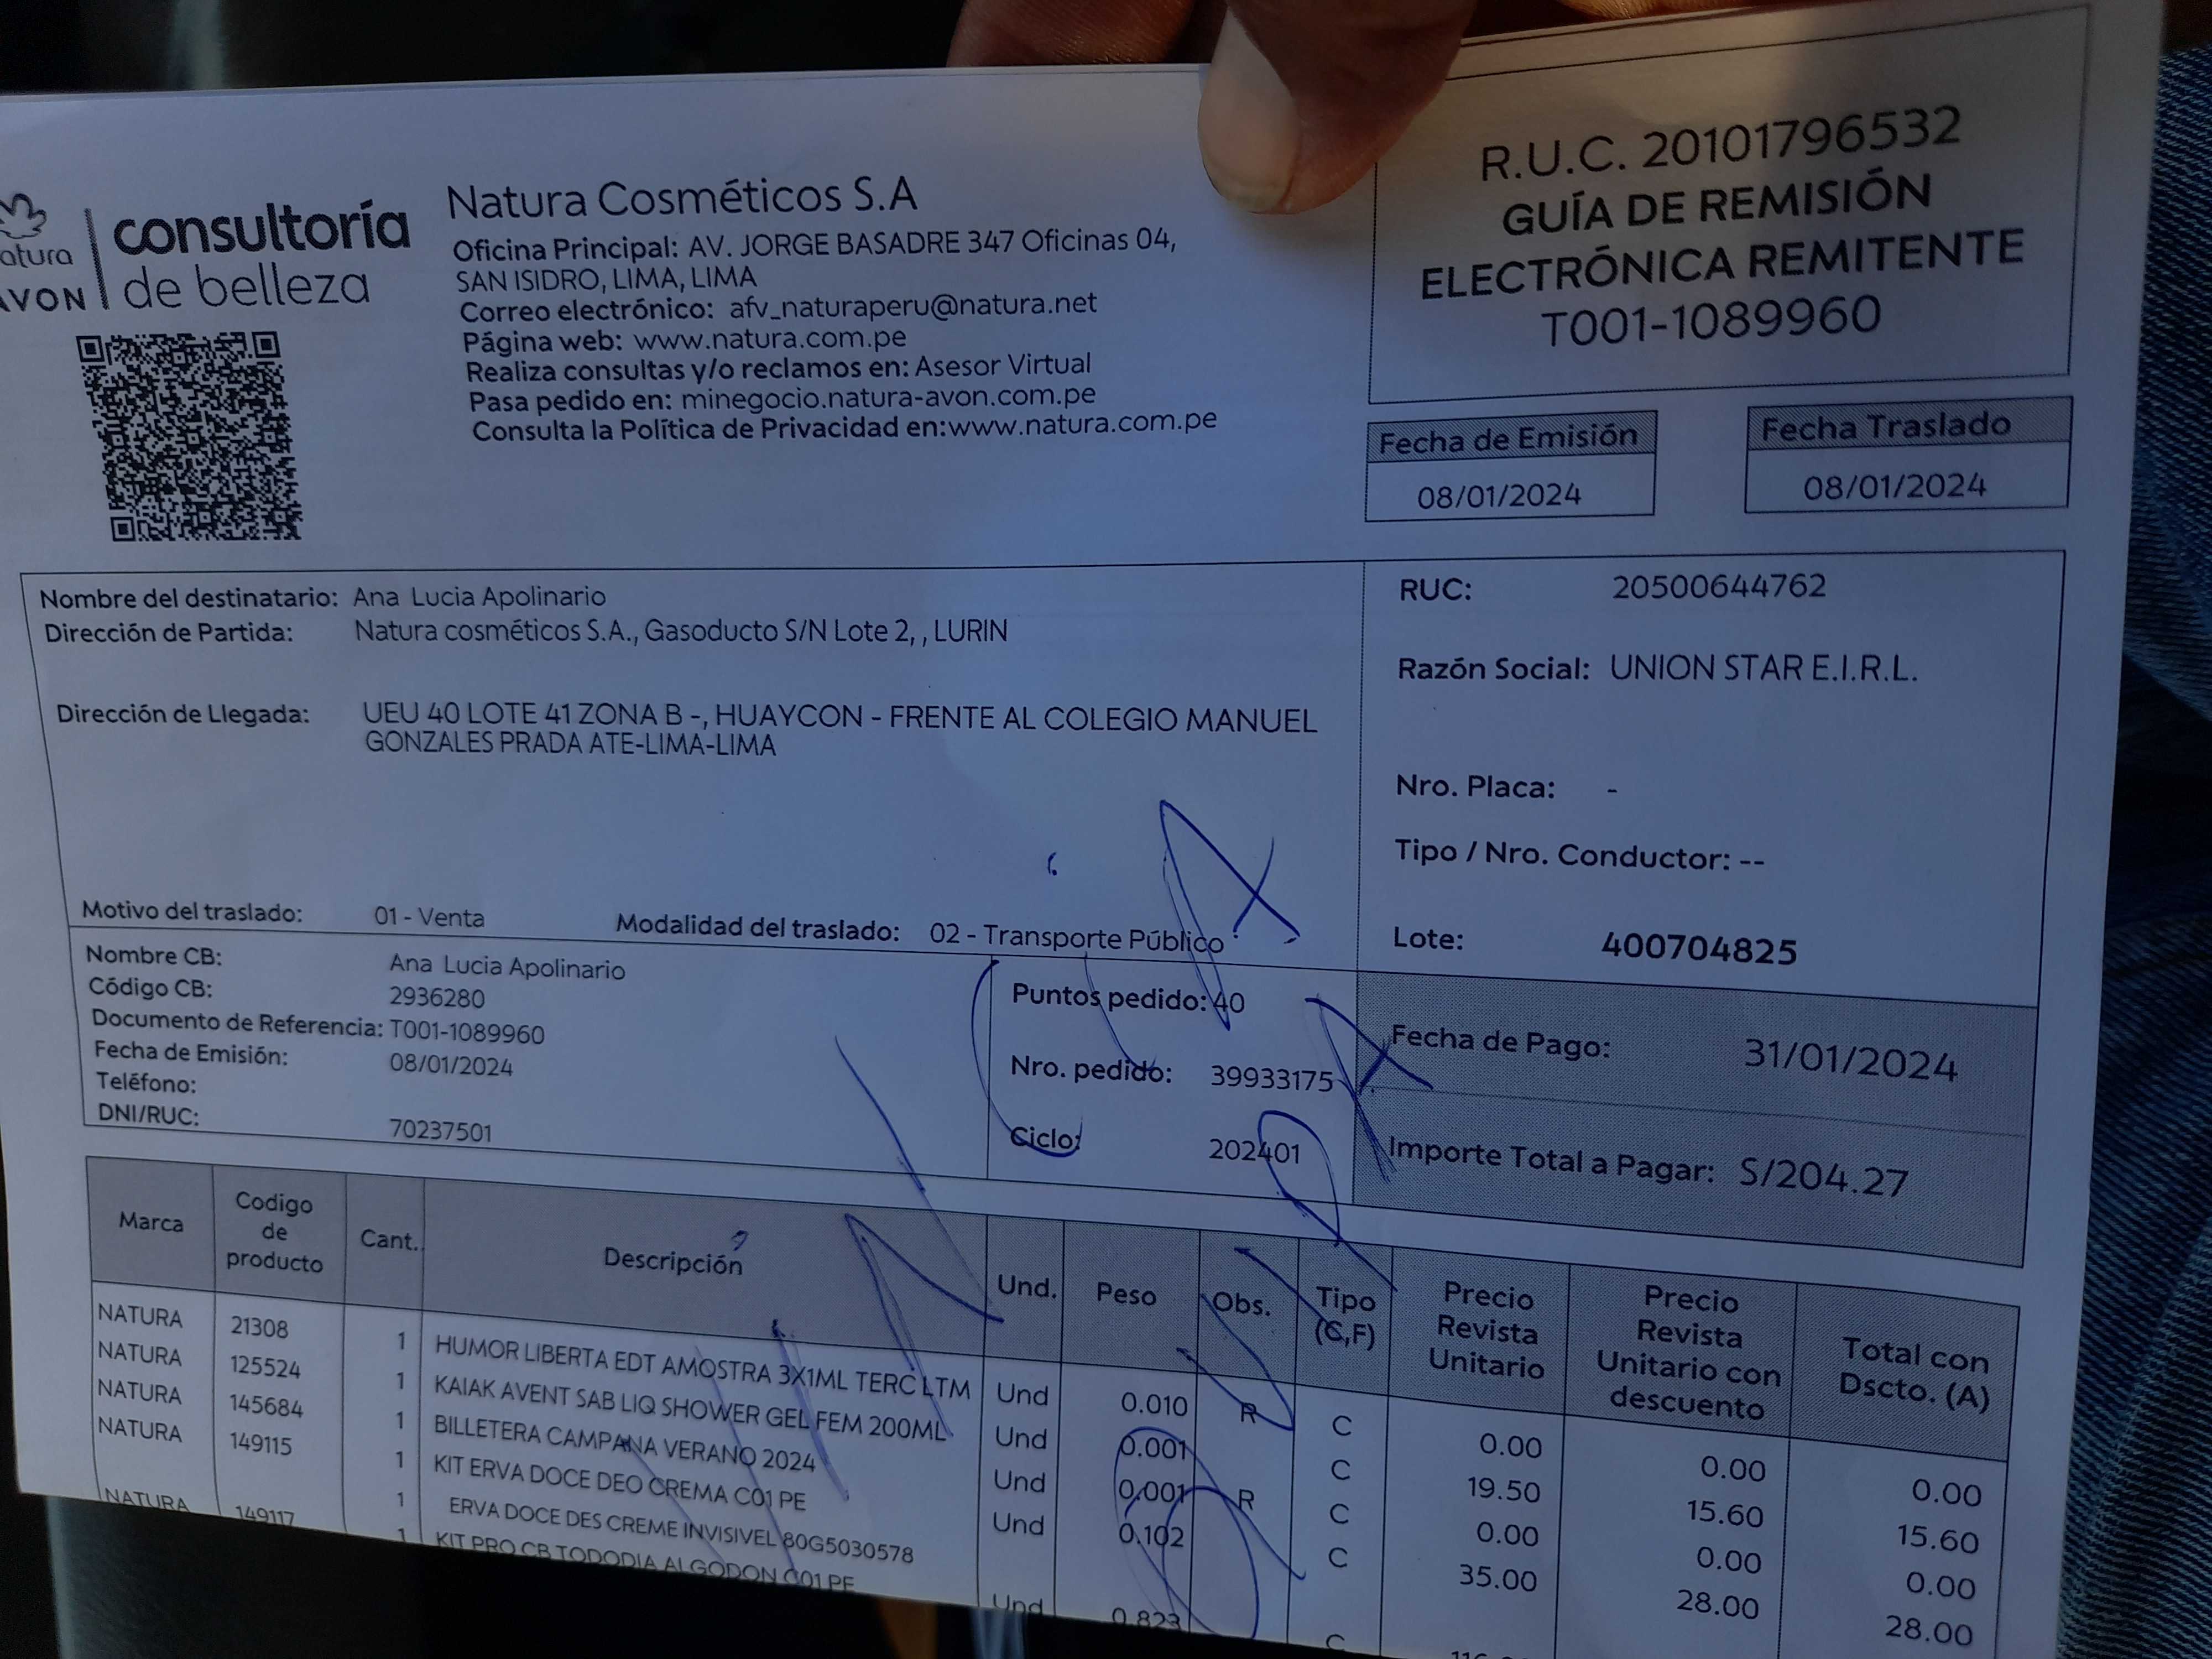 R.U.C. 20101796532
GUÍA DE REMISIÓN
ELECTRÓNICA REMITENTE
T001-1089960
atura
AVON
consultoría
de belleza
Natura Cosméticos S.A
Oficina Principal: AV. JORGE BASADRE 347 Oficinas 04,
SAN ISIDRO, LIMA, LIMA
Correo electrónico: afv_naturaperu@natura.net
Página web: www.natura.com.pe
Realiza consultas y/o reclamos en: Asesor Virtual
Pasa pedido en: minegocio.natura-avon.com.pe
Consulta la Política de Privacidad en:www.natura.com.pe
Fecha de Emisión
08/01/2024
Fecha Traslado
08/01/2024
Nombre del destinatario: Ana Lucia Apolinario
Dirección de Partida: Natura cosméticos S.A., Gasoducto S/N Lote 2, , LURIN
Dirección de Llegada: UEU 40 LOTE 41 ZONA B -, HUAYCON - FRENTE AL COLEGIO MANUEL
GONZALES PRADA ATE-LIMA-LIMA
Motivo del traslado: 01 - Venta Modalidad del traslado: 02 - Transporte Público
RUC: 20500644762
Razón Social: UNION STAR E.I.R.L.
Nro. Placa: -
Tipo / Nro. Conductor: --
Lote: 400704825
Nombre CB: Ana Lucia Apolinario
Código CB: 2936280
Documento de Referencia: T001-1089960
Fecha de Emisión: 08/01/2024
Teléfono:
DNI/RUC: 70237501
Puntos pedido: 40
Nro. pedido: 39933175
Ciclo: 202401
Fecha de Pago: 31/01/2024
Importe Total a Pagar: S/204.27
Marca Codigo de producto Cant. Descripción Und. Peso Obs. Tipo (C,F) Precio Revista Unitario Precio Revista Unitario con descuento Total con Dscto. (A)
NATURA 21308 1 HUMOR LIBERTA EDT AMOSTRA 3X1ML TERC LTM Und 0.010 R C 0.00 0.00 0.00
NATURA 125524 1 KAIAK AVENT SAB LIQ SHOWER GEL FEM 200ML Und 0.001 C 19.50 15.60 15.60
NATURA 145684 1 BILLETERA CAMPANA VERANO 2024 Und 0.001 R C 0.00 0.00 0.00
NATURA 149115 1 KIT ERVA DOCE DEO CREMA C01 PE Und 0.102 C 35.00 28.00 28.00
1 ERVA DOCE DES CREME INVISIVEL 80G5030578
NATURA 149117 1 KIT PRO CB TODODIA ALGODON C01 PE Und 0.823 C